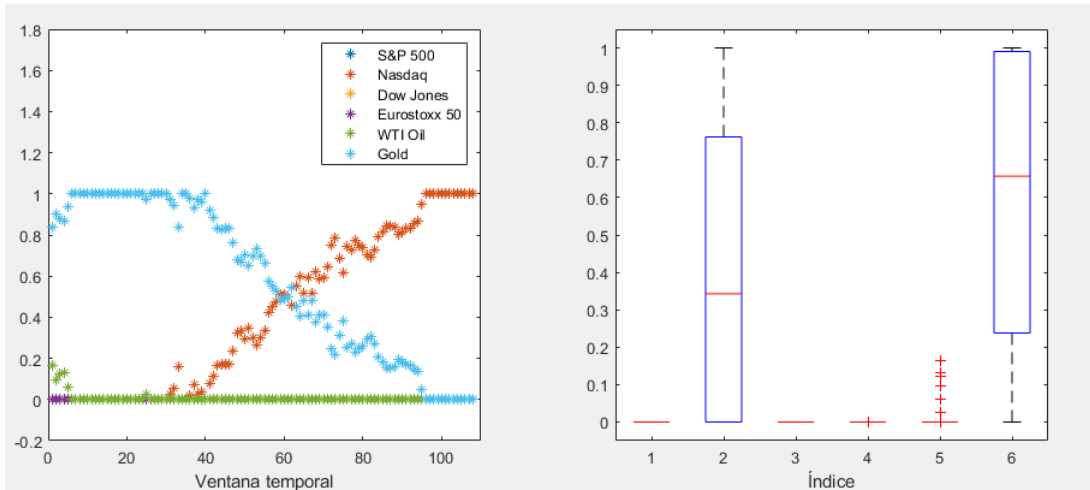 1.8
1.6
1.4
1.2
1
0.8
0.6
0.4
0.2
0
-0.2
0 20 40 60 80 100
Ventana temporal
S&P 500
Nasdaq
Dow Jones
Eurostoxx 50
WTI Oil
Gold
1
0.9
0.8
0.7
0.6
0.5
0.4
0.3
0.2
0.1
0
1 2 3 4 5 6
Índice